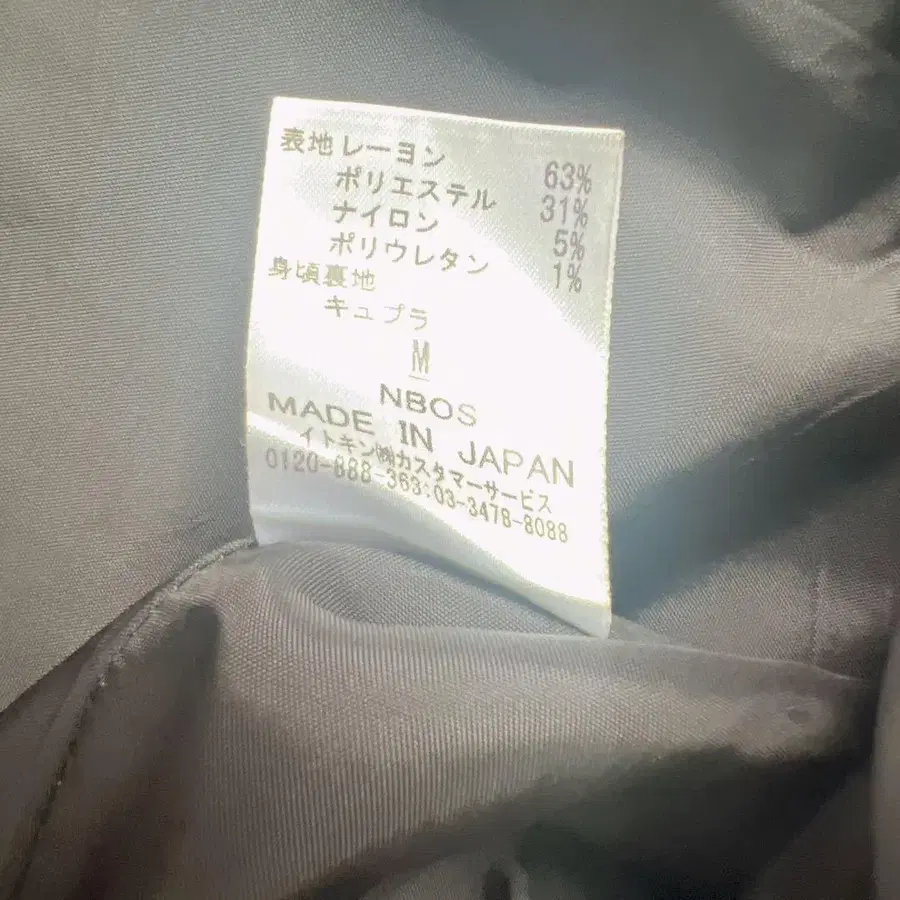 表地 レーヨン 63%
ポリエステル 31%
ナイロン 5%
ポリウレタン 1%
身頃裏地
キュプラ
M
NBOS
MADE IN JAPAN
イトキン㈱カスタマーサービス
0120-888-363:03-3478-8088